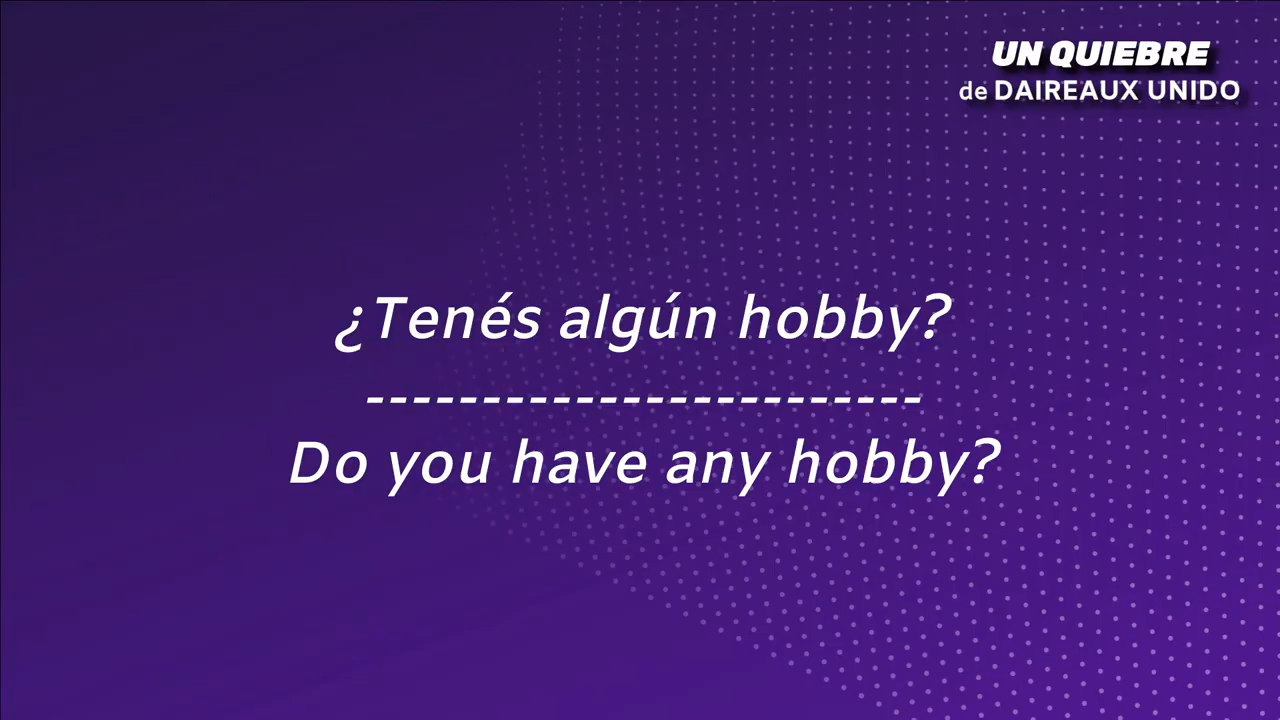 UN QUIEBRE
de DAIREAUX UNIDO
¿Tenés algún hobby?
------------------------
Do you have any hobby?